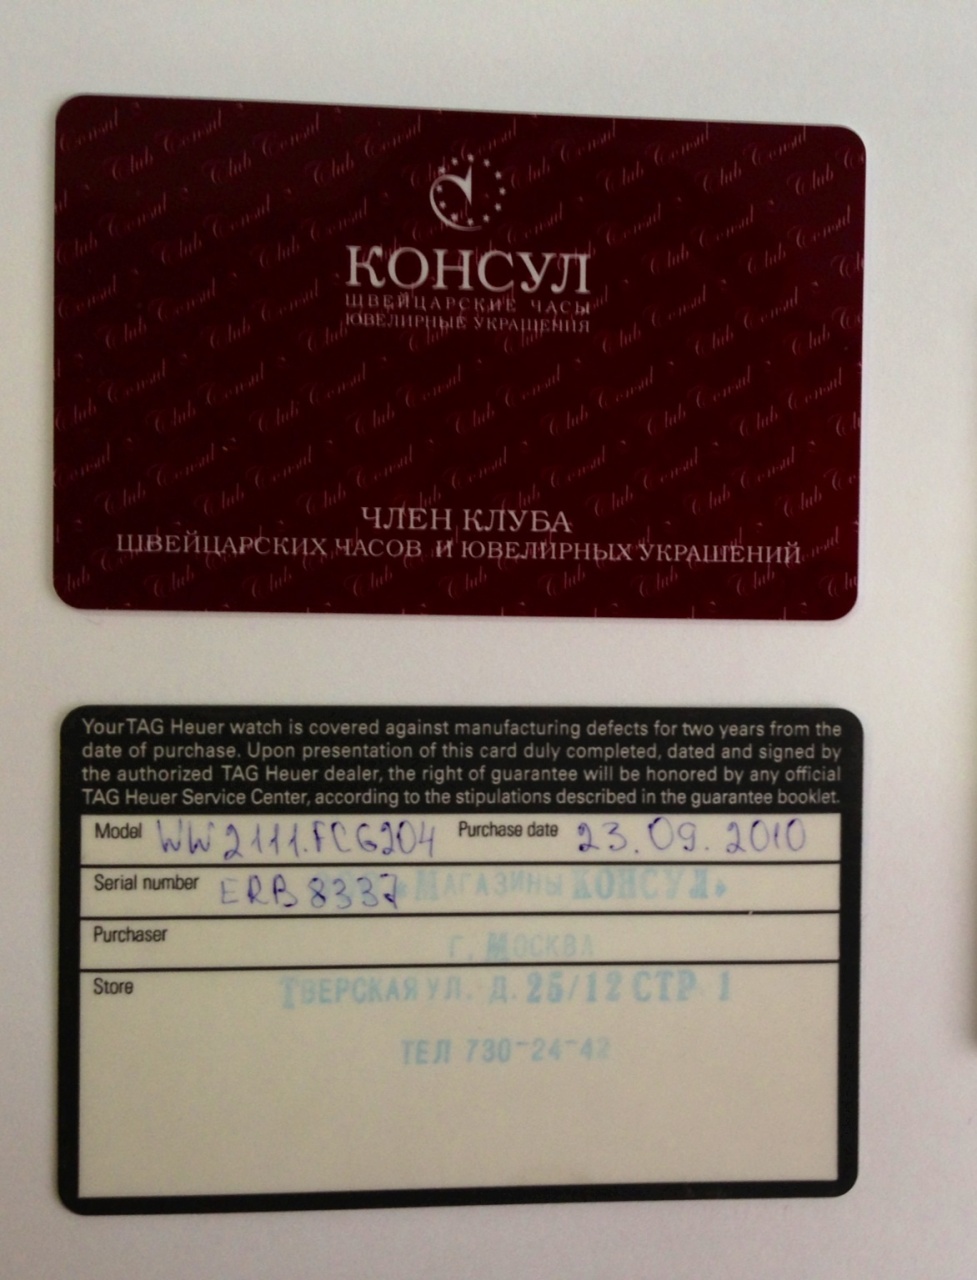 КОНСУЛ
ШВЕЙЦАРСКИЕ ЧАСЫ
ЮВЕЛИРНЫЕ УКРАШЕНИЯ
ЧЛЕН КЛУБА
ШВЕЙЦАРСКИХ ЧАСОВ И ЮВЕЛИРНЫХ УКРАШЕНИЙ
Your TAG Heuer watch is covered against manufacturing defects for two years from the
date of purchase. Upon presentation of this card duly completed, dated and signed by
the authorized TAG Heuer dealer, the right of guarantee will be honored by any official
TAG Heuer Service Center, according to the stipulations described in the guarantee booklet.
Model WW2111.FC6204 Purchase date 23.09.2010
Serial number ERB8337 «МАГАЗИНЫ КОНСУЛ»
Purchaser
г. МОСКВА
Store ТВЕРСКАЯ УЛ. Д. 25/12 СТР 1
ТЕЛ 730-24-42